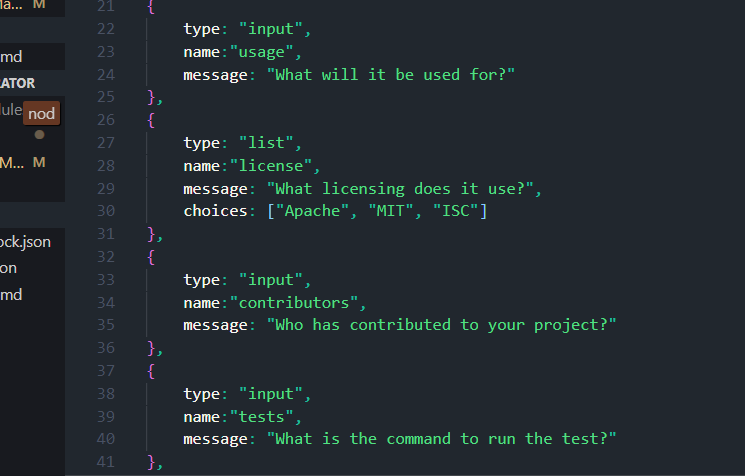 Ma... M
md
ATOR
ule nod
M... M
ock.json
on
md
21 {
22 type: "input",
23 name:"usage",
24 message: "What will it be used for?"
25 },
26 {
27 type: "list",
28 name:"license",
29 message: "What licensing does it use?",
30 choices: ["Apache", "MIT", "ISC"]
31 },
32 {
33 type: "input",
34 name:"contributors",
35 message: "Who has contributed to your project?"
36 },
37 {
38 type: "input",
39 name:"tests",
40 message: "What is the command to run the test?"
41 },